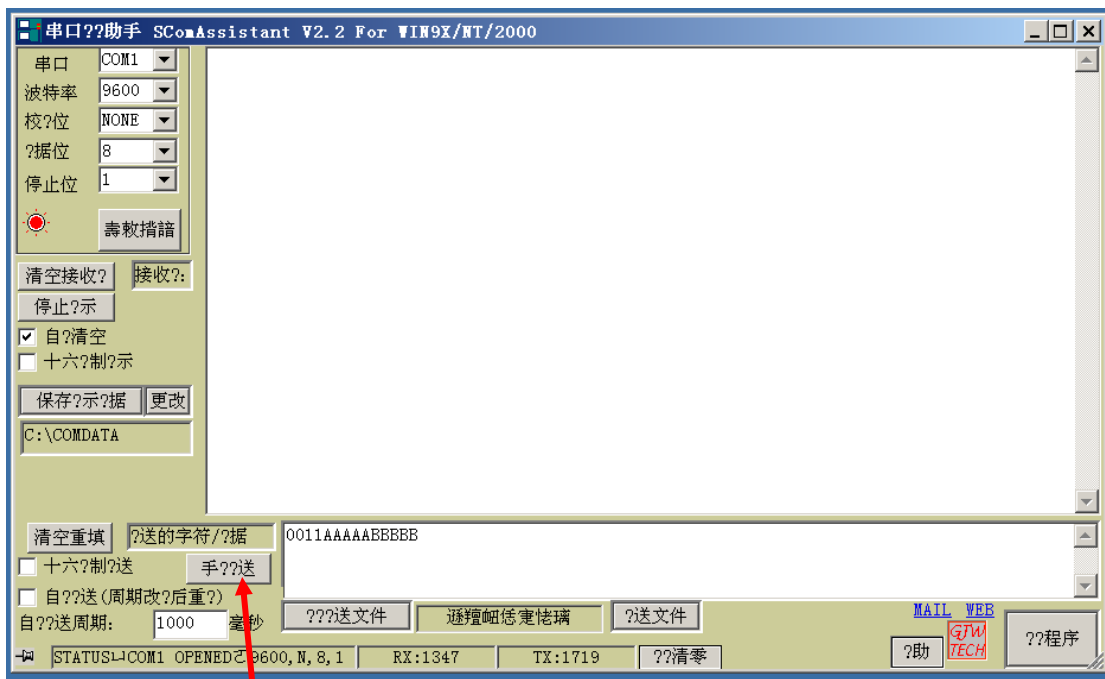 串口??助手 SComAssistant V2.2 For WIN9X/NT/2000
串口 COM1
波特率 9600
校?位 NONE
?据位 8
停止位 1
壽敕揹諳
清空接收? 接收?:
停止?示
自?清空
十六?制?示
保存?示?据 更改
C:\COMDATA
清空重填 ?送的字符/?据 0011AAAAABBBBB
十六?制?送 手??送
自??送(周期改?后重?)
自??送周期: 1000 毫秒 ???送文件 ?送文件
MAIL WEB
GJW
TECH
?助 ??程序
COM1 OPENED 9600,N,8,1 RX:1347 TX:1719 ??清零